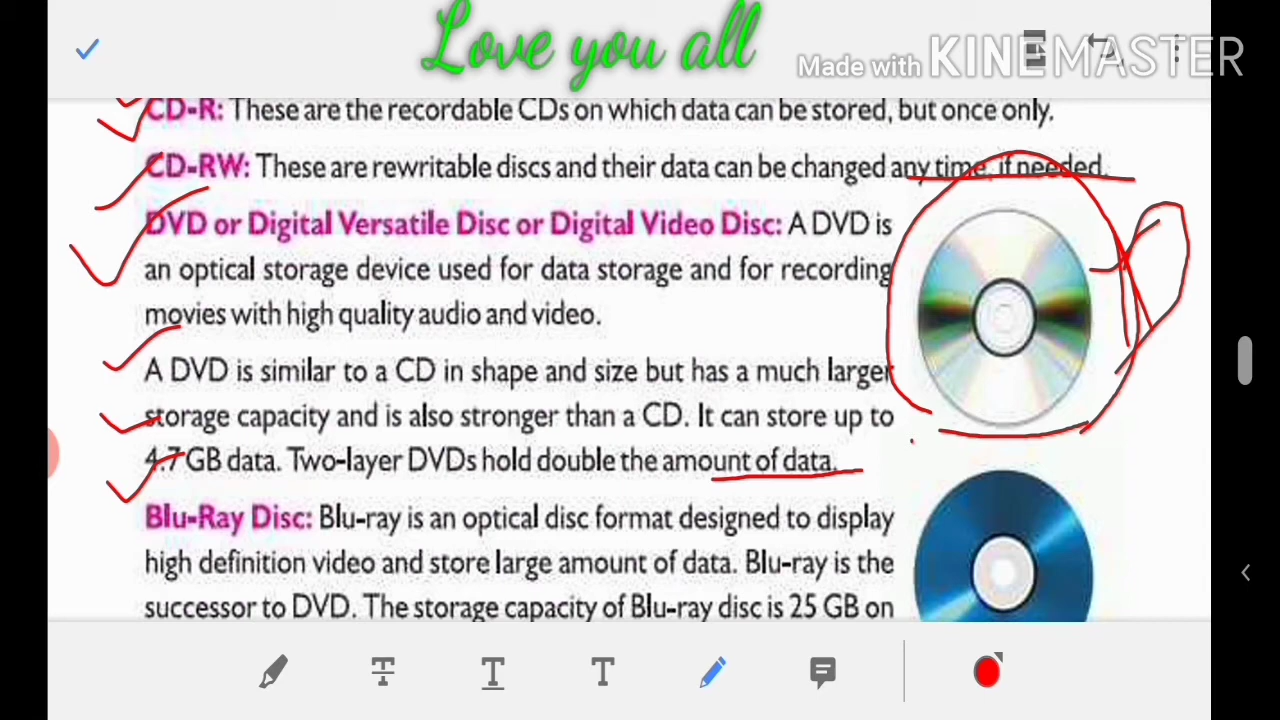 Love you all
Made with KINEMASTER
CD-R: These are the recordable CDs on which data can be stored, but once only.
CD-RW: These are rewritable discs and their data can be changed any time, if needed.
DVD or Digital Versatile Disc or Digital Video Disc: A DVD is
an optical storage device used for data storage and for recording
movies with high quality audio and video.
A DVD is similar to a CD in shape and size but has a much larger
storage capacity and is also stronger than a CD. It can store up to
4.7 GB data. Two-layer DVDs hold double the amount of data.
Blu-Ray Disc: Blu-ray is an optical disc format designed to display
high definition video and store large amount of data. Blu-ray is the
successor to DVD. The storage capacity of Blu-ray disc is 25 GB on
T T T